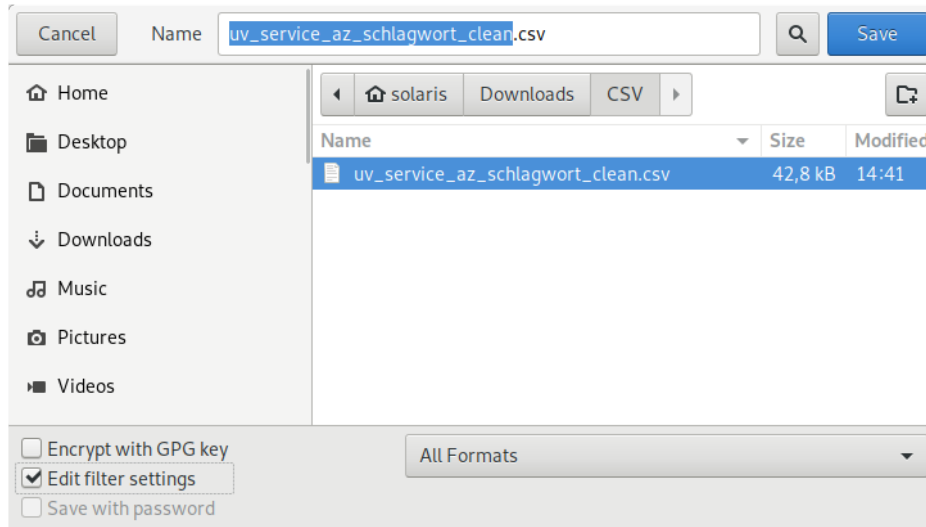 Cancel Name uv_service_az_schlagwort_clean.csv Save
Home
Desktop
Documents
Downloads
Music
Pictures
Videos
solaris Downloads CSV
Name Size Modified
uv_service_az_schlagwort_clean.csv 42,8 kB 14:41
Encrypt with GPG key
Edit filter settings
Save with password
All Formats